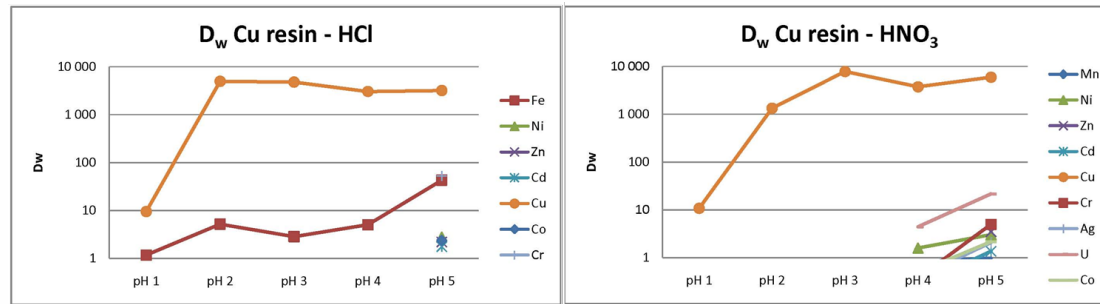 D_w Cu resin - HCl
10 000
1 000
100
10
1
Dw
pH 1 pH 2 pH 3 pH 4 pH 5
Fe
Ni
Zn
Cd
Cu
Co
Cr
D_w Cu resin - HNO₃
10 000
1 000
100
10
1
Dw
pH 1 pH 2 pH 3 pH 4 pH 5
Mn
Ni
Zn
Cd
Cu
Cr
Ag
U
Co